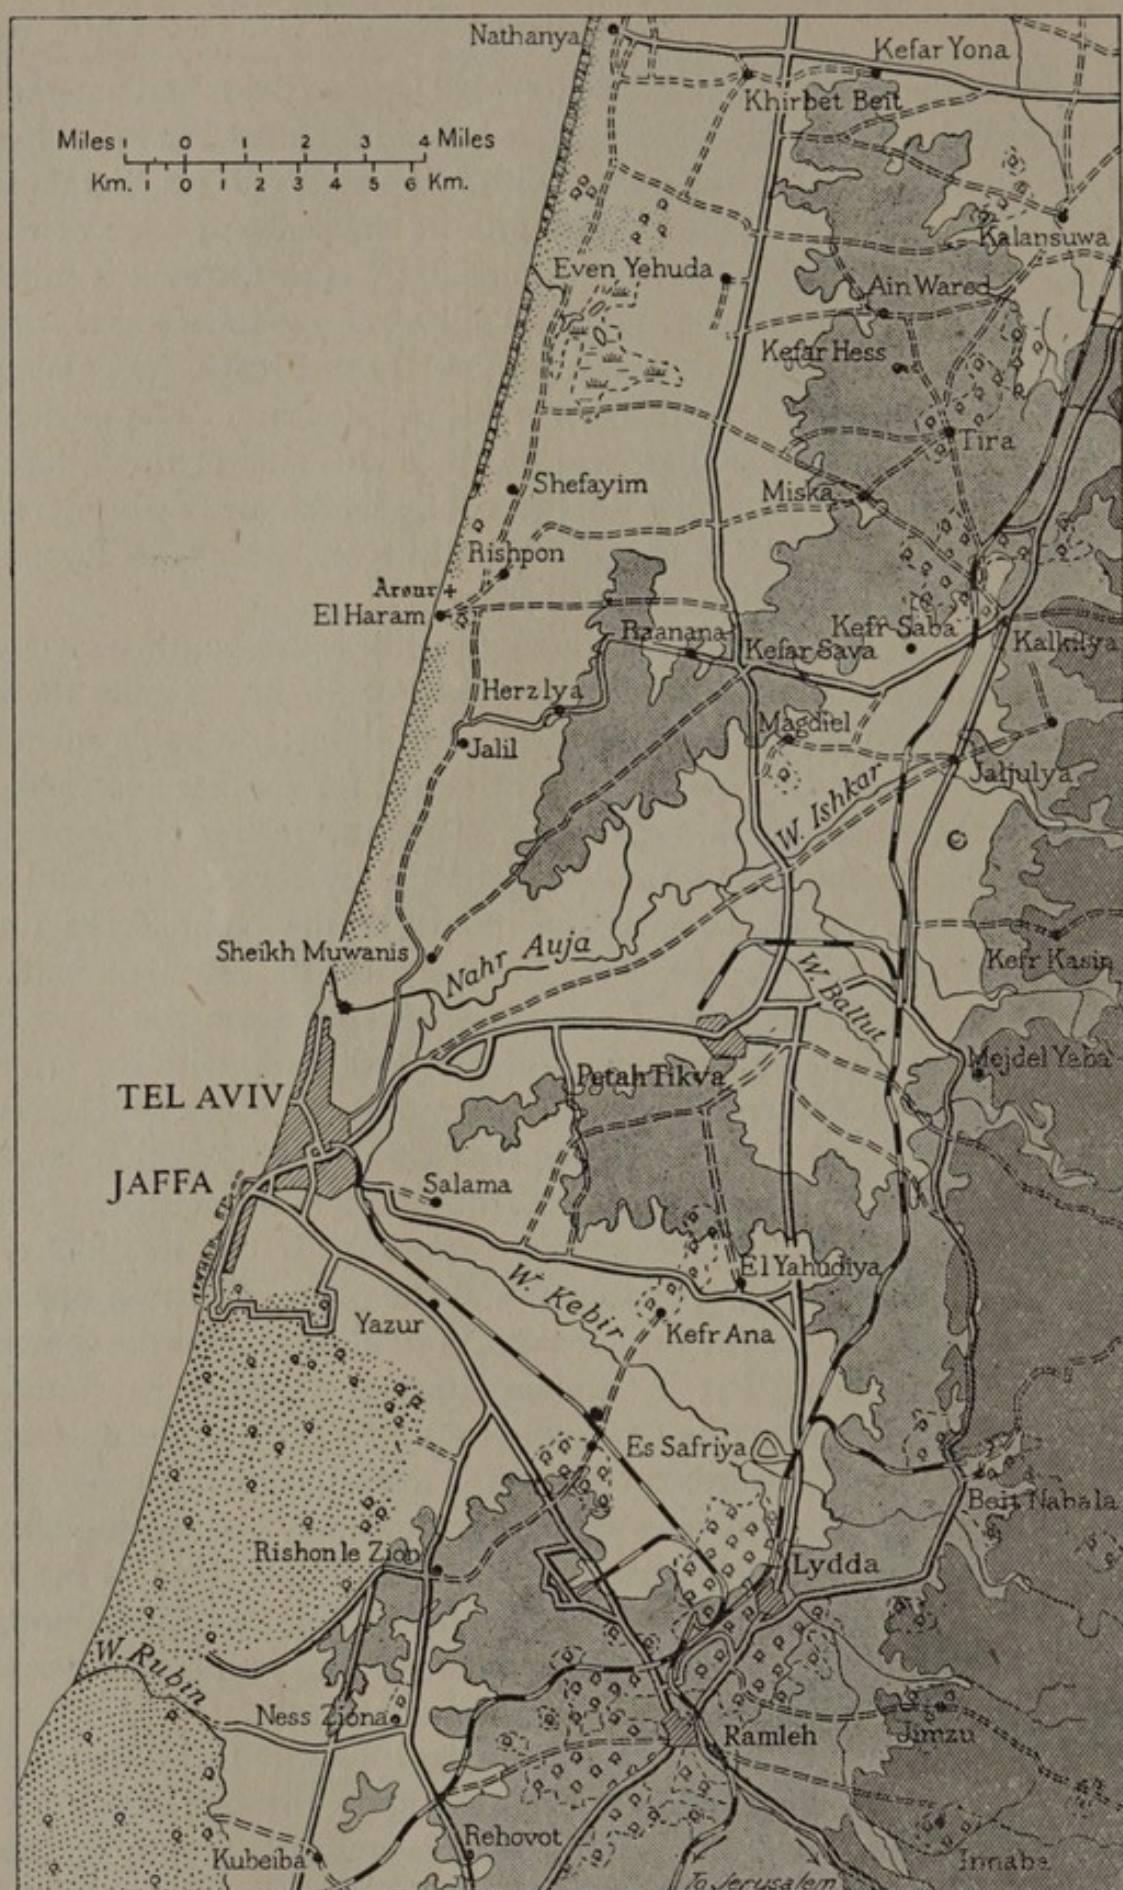 Nathanya
Kefar Yona
Khirbet Beit
Miles 1 0 1 2 3 4 Miles
Km. 1 0 1 2 3 4 5 6 Km.
Kalansuwa
Even Yehuda
Ain Wared
Kefar Hess
Tira
Shefayim
Miska
Rishpon
Arsur
El Haram
Raanana
Kefr Saba
Kefar Sava
Kalkilya
Herzlya
Magdiel
Jalil
Jaljulya
W. Ishkar
Sheikh Muwanis
Nahr Auja
Kefr Kasin
W. Ballut
Mejdel Yaba
Petah Tikva
TEL AVIV
JAFFA
Salama
El Yahudiya
W. Kebir
Yazur
Kefr Ana
Es Safriya
Beit Nabala
Rishon le Zion
Lydda
W. Rubin
Ness Ziona
Ramleh
Jimzu
Rehovot
Kubeiba
Innaba
To Jerusalem